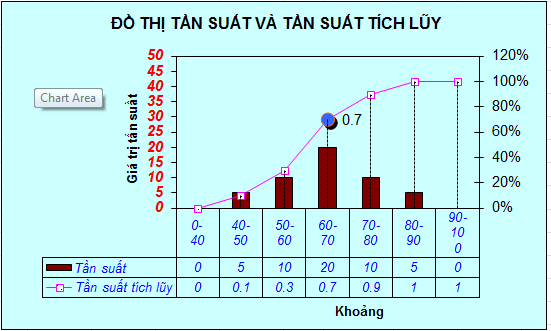 ĐỒ THỊ TẦN SUẤT VÀ TẦN SUẤT TÍCH LŨY
Giá trị tần suất
50
45
40
35
30
25
20
15
10
5
0
Chart Area
0.7
120%
100%
80%
60%
40%
20%
0%
0-40 40-50 50-60 60-70 70-80 80-90 90-100
Tần suất 0 5 10 20 10 5 0
Tần suất tích lũy 0 0.1 0.3 0.7 0.9 1 1
Khoảng